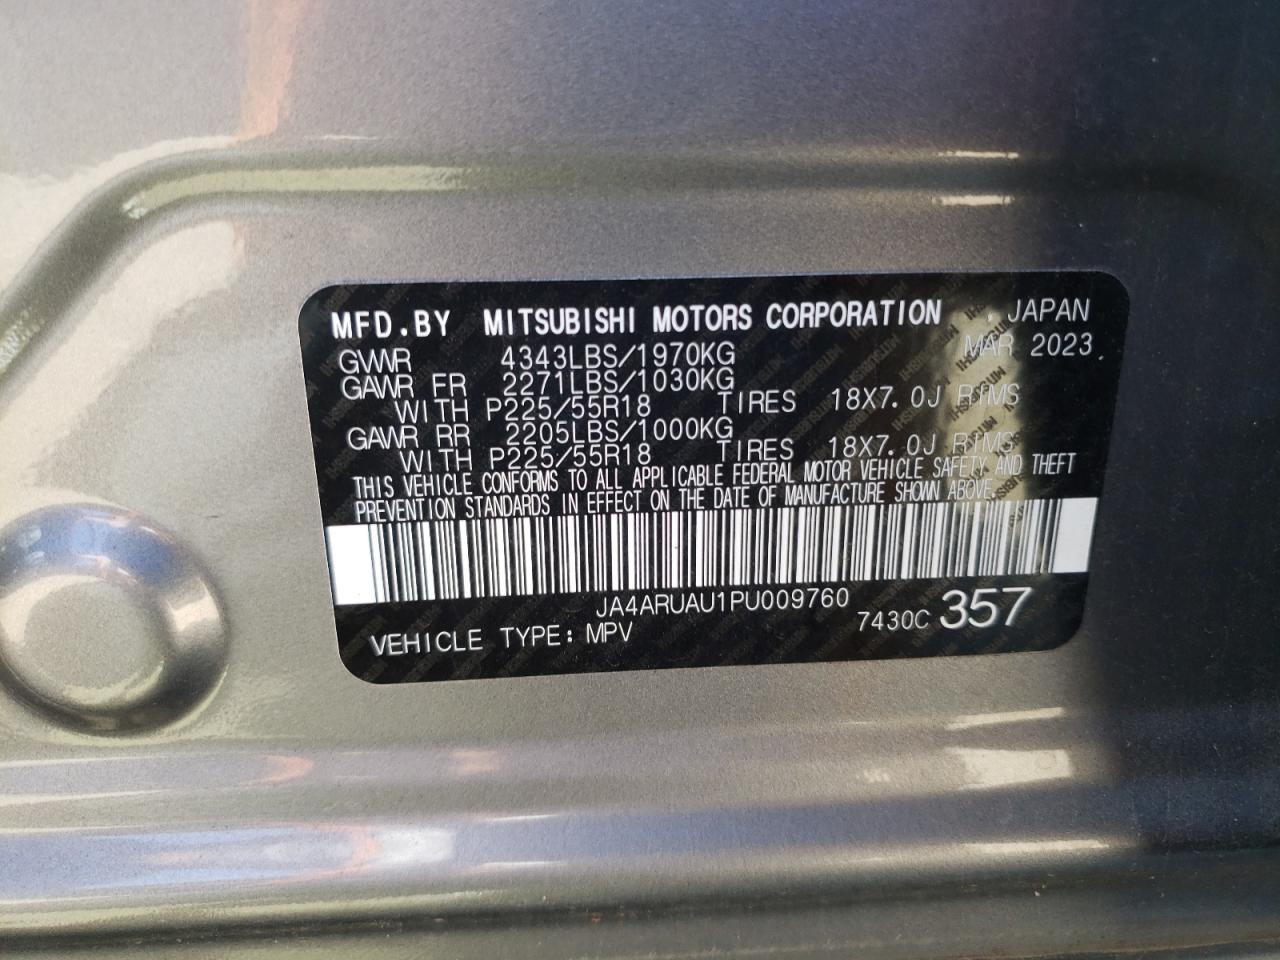 MFD.BY MITSUBISHI MOTORS CORPORATION , JAPAN
GVWR 4343LBS/1970KG MAR 2023
GAWR FR 2271LBS/1030KG
WITH P225/55R18 TIRES 18X7.0J RIMS
GAWR RR 2205LBS/1000KG
WITH P225/55R18 TIRES 18X7.0J RIMS
THIS VEHICLE CONFORMS TO ALL APPLICABLE FEDERAL MOTOR VEHICLE SAFETY AND THEFT
PREVENTION STANDARDS IN EFFECT ON THE DATE OF MANUFACTURE SHOWN ABOVE.
JA4ARUAU1PU009760
VEHICLE TYPE: MPV 7430C 357